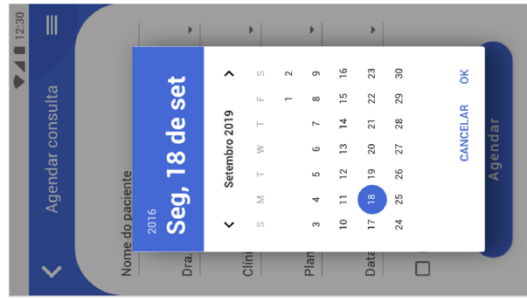 12:30
Agendar consulta
Nome do paciente
Dra.
Clíni
Plan
Data
2016
Seg, 18 de set
Setembro 2019
S M T W T F S
1 2
3 4 5 6 7 8 9
10 11 12 13 14 15 16
17 18 19 20 21 22 23
24 25 26 27 28 29 30
CANCELAR OK
Agendar